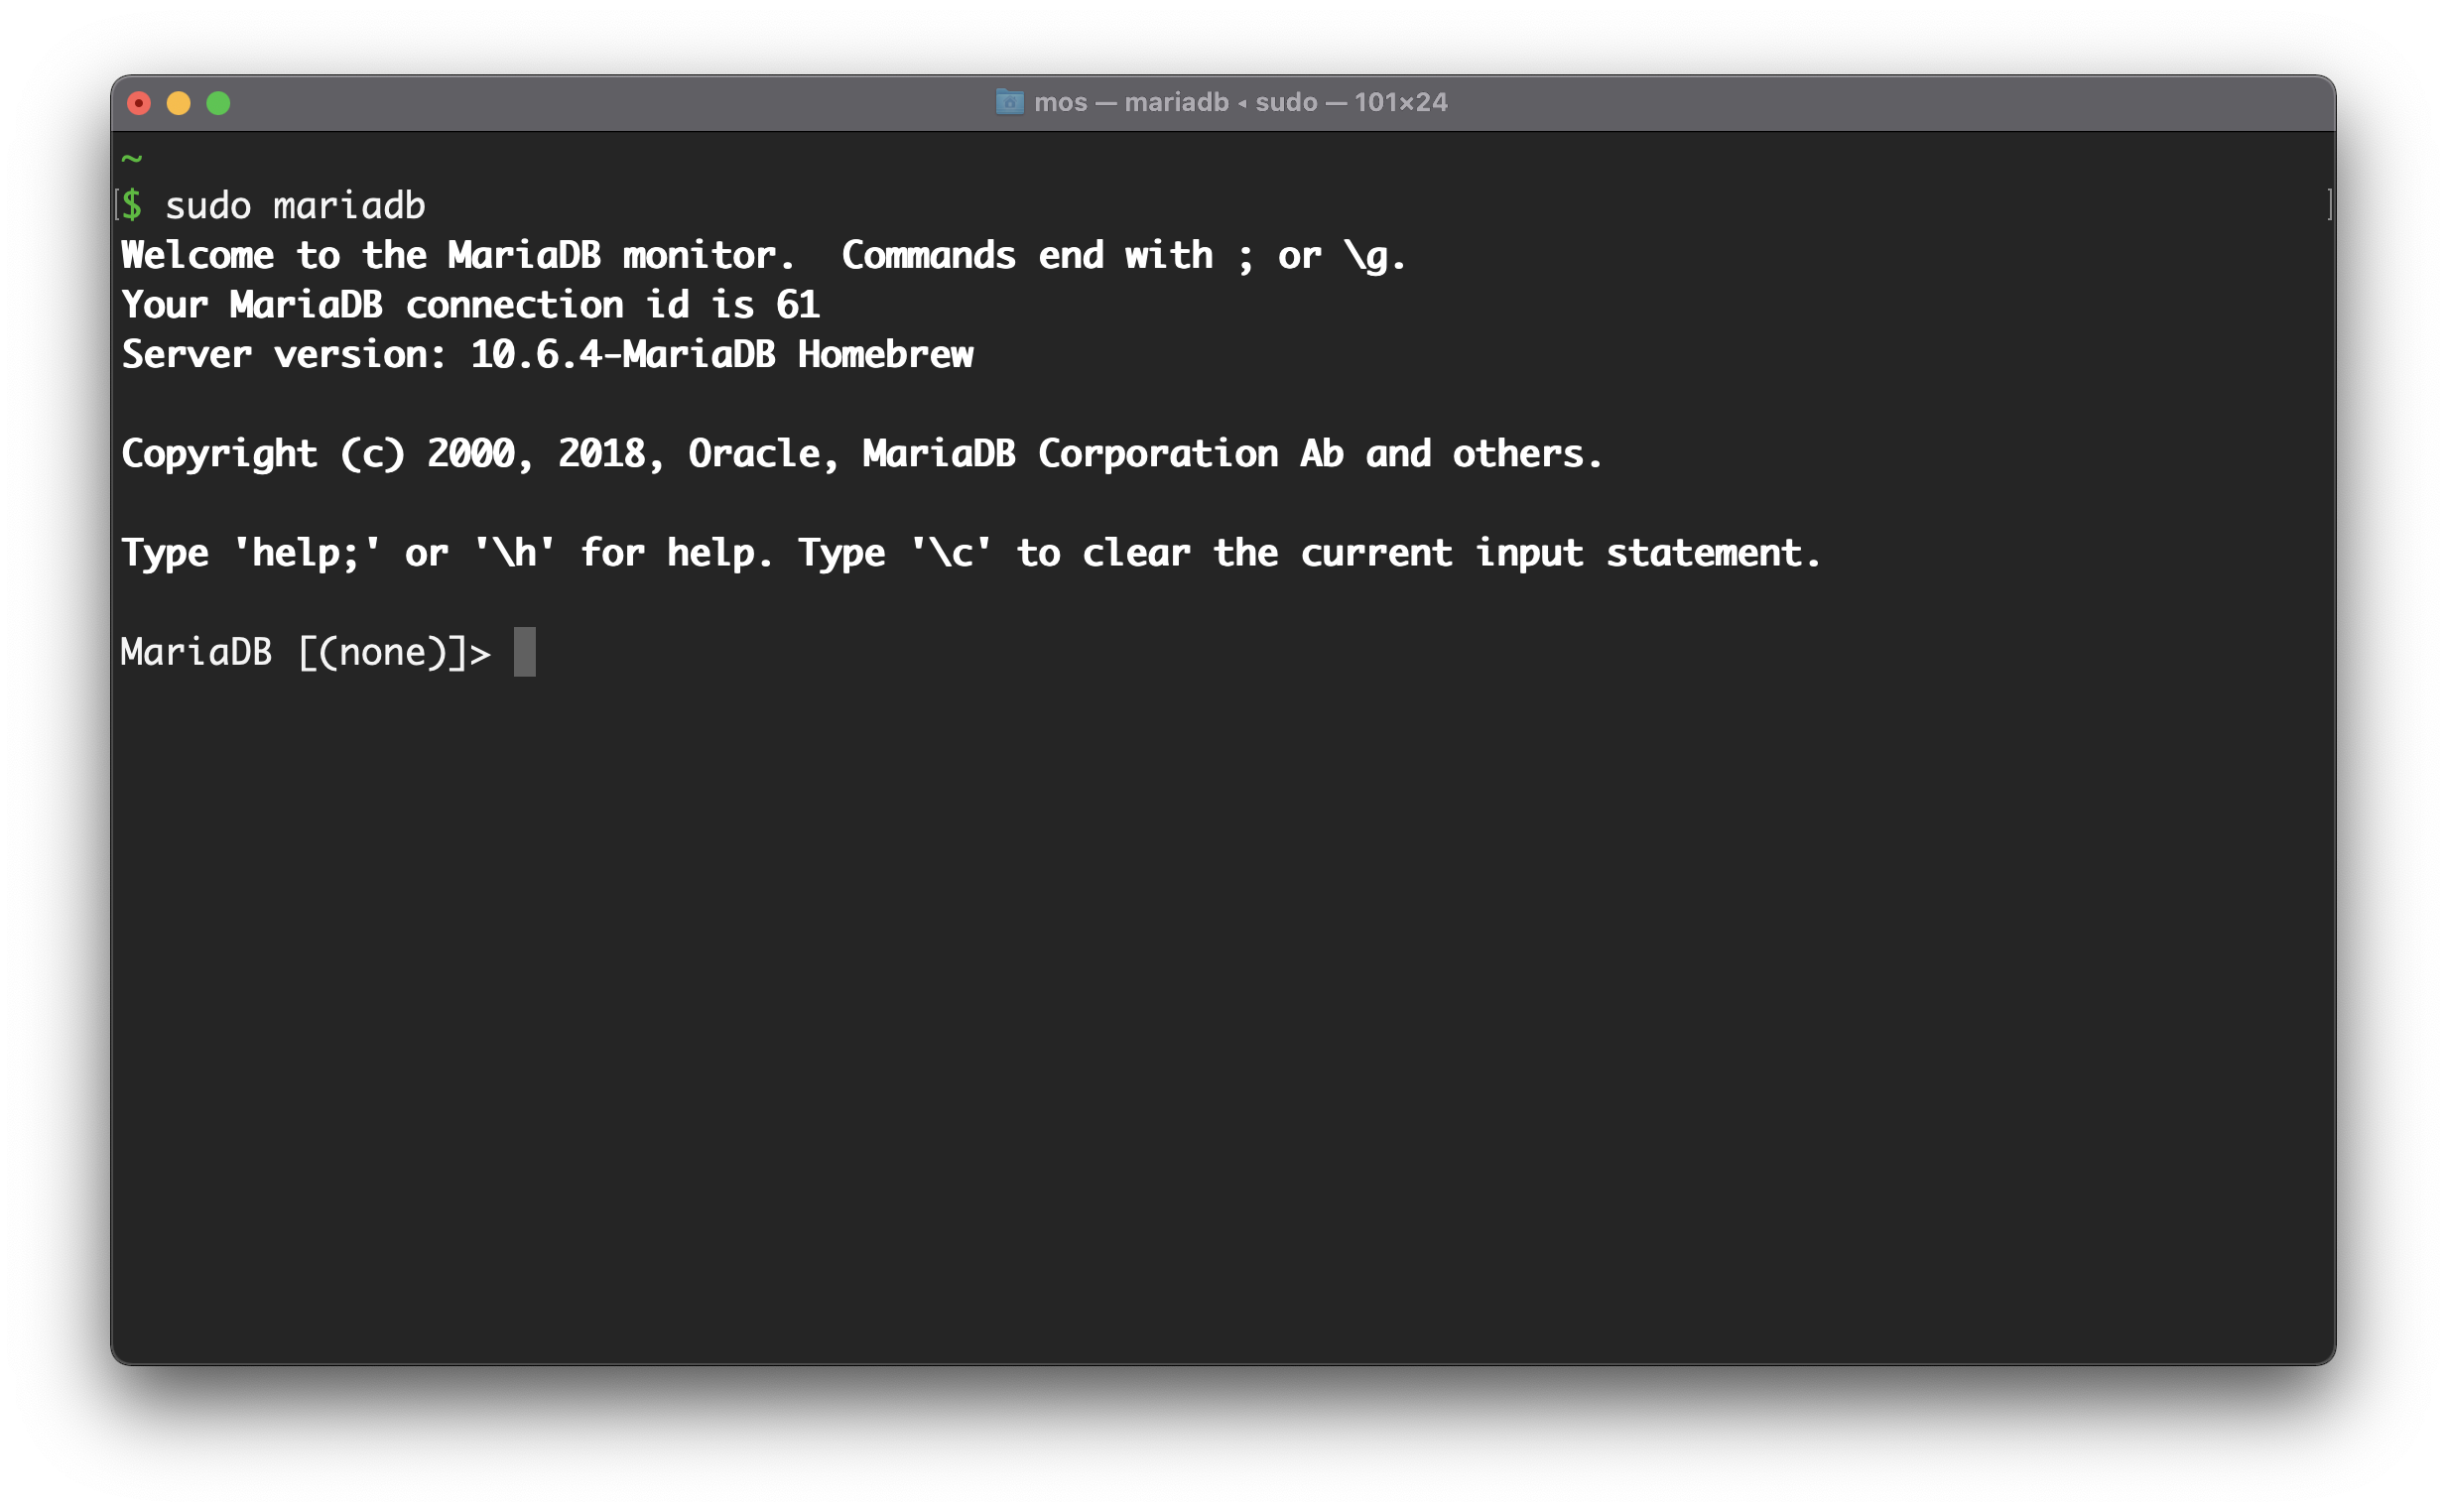 mos — mariadb ◂ sudo — 101×24
~
[$ sudo mariadb ]
Welcome to the MariaDB monitor.  Commands end with ; or \g.
Your MariaDB connection id is 61
Server version: 10.6.4-MariaDB Homebrew
Copyright (c) 2000, 2018, Oracle, MariaDB Corporation Ab and others.
Type 'help;' or '\h' for help. Type '\c' to clear the current input statement.
MariaDB [(none)]>